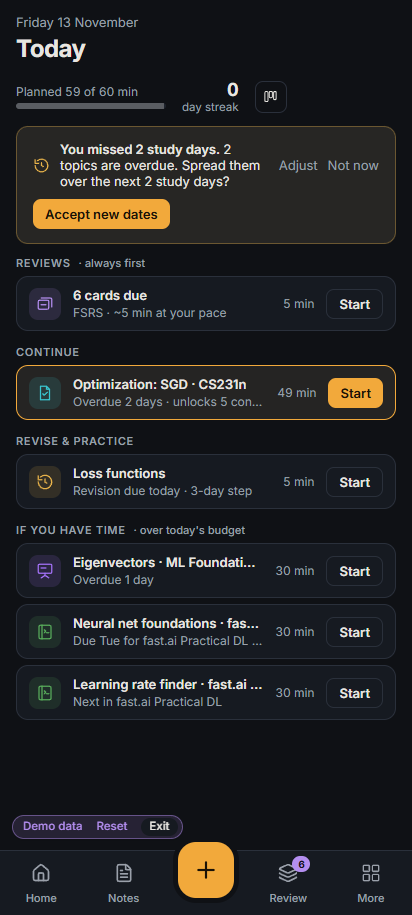 Friday 13 November
Today
Planned 59 of 60 min
0
day streak
You missed 2 study days. 2
topics are overdue. Spread them
over the next 2 study days?
Adjust Not now
Accept new dates
REVIEWS · always first
6 cards due
FSRS · ~5 min at your pace
5 min
Start
CONTINUE
Optimization: SGD · CS231n
Overdue 2 days · unlocks 5 con...
49 min
Start
REVISE & PRACTICE
Loss functions
Revision due today · 3-day step
5 min
Start
IF YOU HAVE TIME · over today's budget
Eigenvectors · ML Foundati...
Overdue 1 day
30 min
Start
Neural net foundations · fas...
Due Tue for fast.ai Practical DL ...
30 min
Start
Learning rate finder · fast.ai ...
Next in fast.ai Practical DL
30 min
Start
Demo data Reset Exit
6
Home Notes Review More